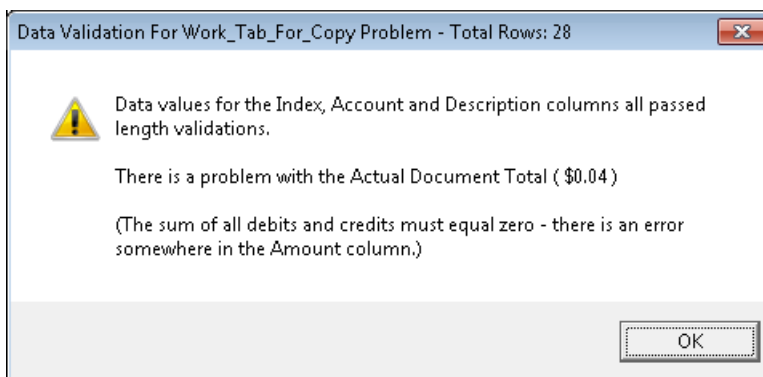 Data Validation For Work_Tab_For_Copy Problem - Total Rows: 28
Data values for the Index, Account and Description columns all passed
length validations.
There is a problem with the Actual Document Total ( $0.04 )
(The sum of all debits and credits must equal zero - there is an error
somewhere in the Amount column.)
OK